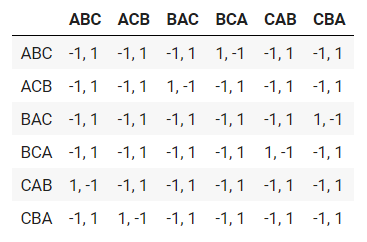 ABC ACB BAC BCA CAB CBA
ABC -1, 1 -1, 1 -1, 1 1, -1 -1, 1 -1, 1
ACB -1, 1 -1, 1 1, -1 -1, 1 -1, 1 -1, 1
BAC -1, 1 -1, 1 -1, 1 -1, 1 -1, 1 1, -1
BCA -1, 1 -1, 1 -1, 1 -1, 1 1, -1 -1, 1
CAB 1, -1 -1, 1 -1, 1 -1, 1 -1, 1 -1, 1
CBA -1, 1 1, -1 -1, 1 -1, 1 -1, 1 -1, 1